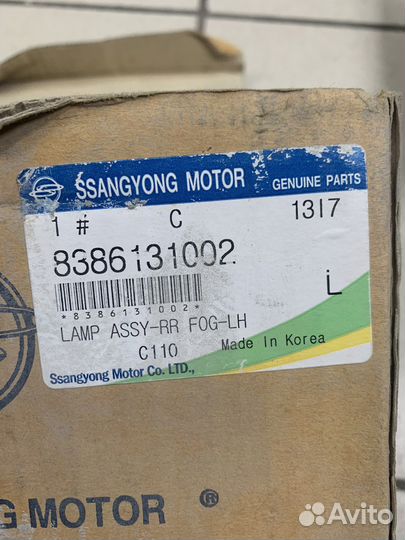 SSANGYONG MOTOR GENUINE PARTS
1 # C 1317
8386131002
*8386131002*
L
LAMP ASSY-RR FOG-LH
C110 Made In Korea
Ssangyong Motor Co. LTD.,
G MOTOR ®
Avito